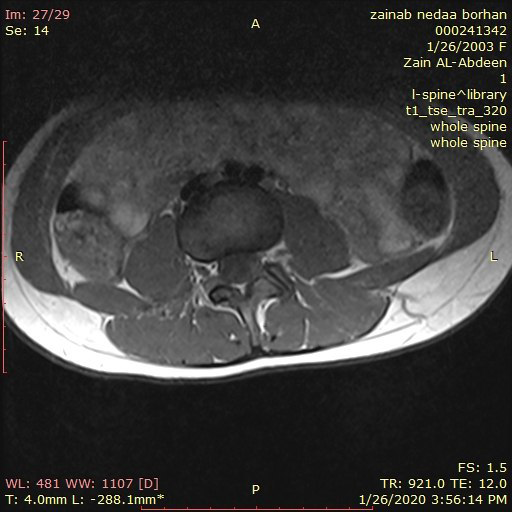 Im: 27/29
Se: 14
A
zainab nedaa borhan
000241342
1/26/2003 F
Zain AL-Abdeen
1
l-spine^library
t1_tse_tra_320
whole spine
whole spine
R
L
WL: 481 WW: 1107 [D]
T: 4.0mm L: -288.1mm*
P
FS: 1.5
TR: 921.0 TE: 12.0
1/26/2020 3:56:14 PM